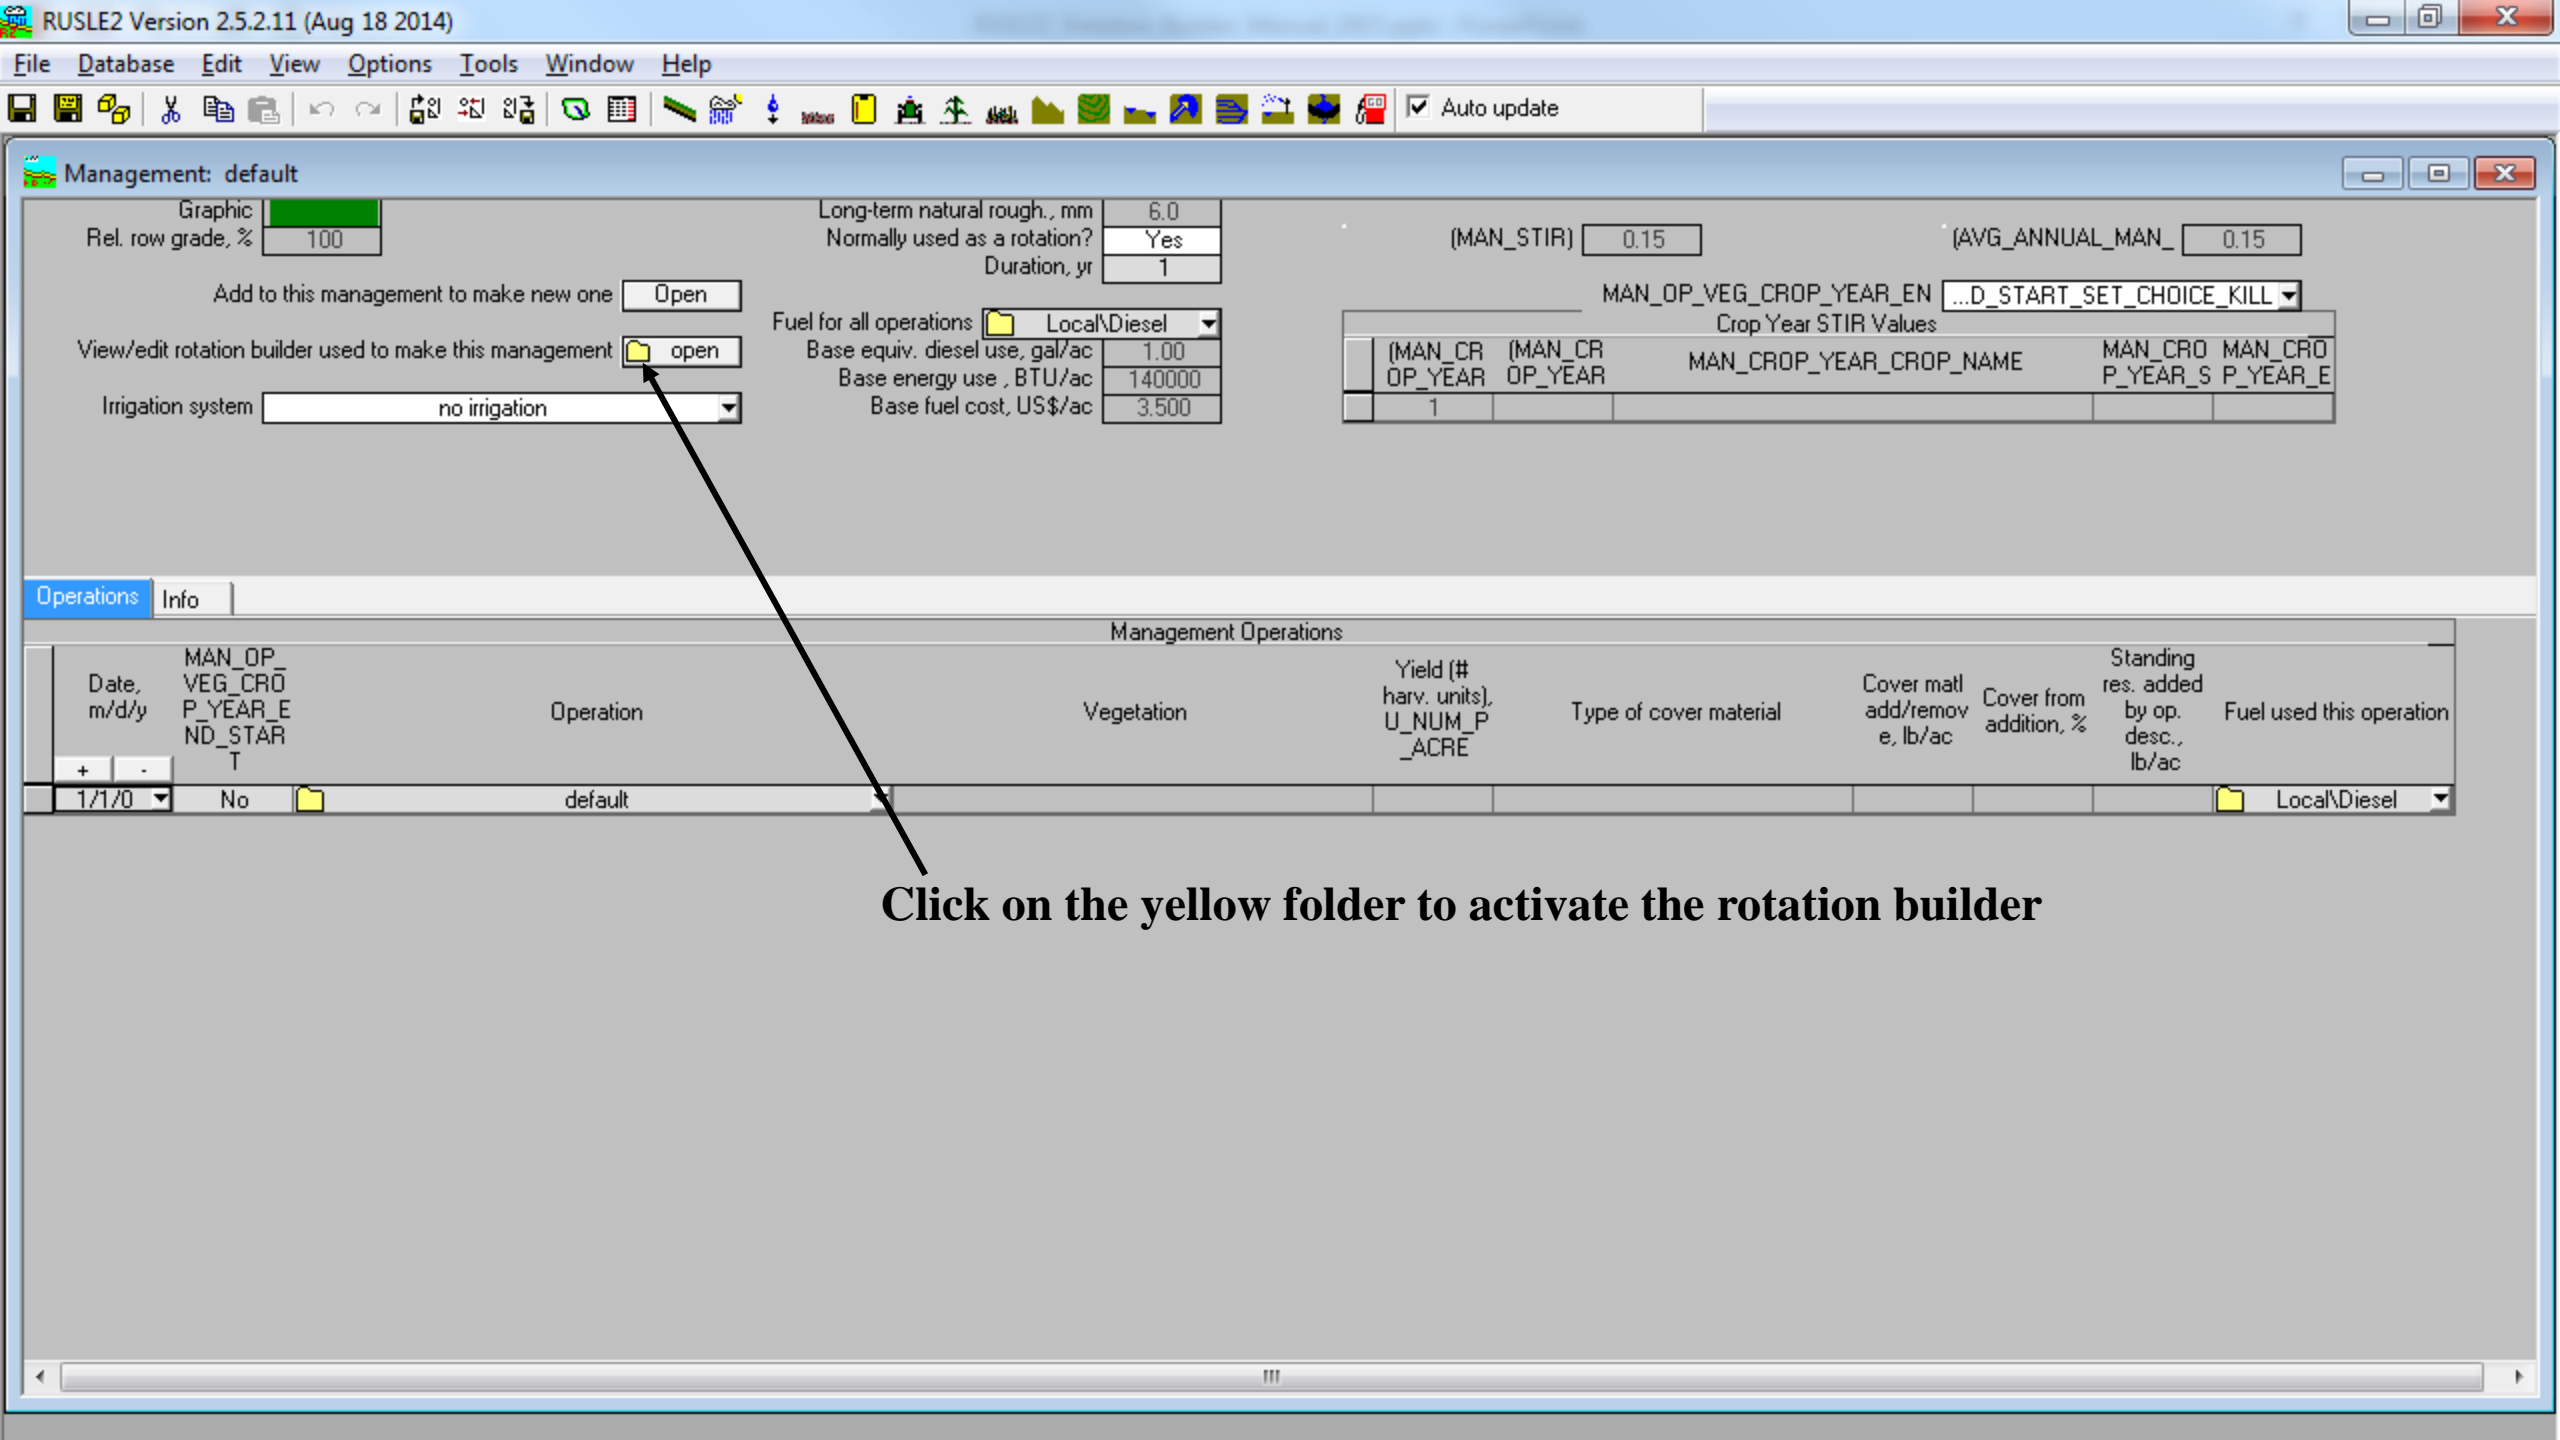 RUSLE2 Version 2.5.2.11 (Aug 18 2014)
File Database Edit View Options Tools Window Help
Auto update
Management: default
Graphic
Rel. row grade, % 100
Add to this management to make new one Open
View/edit rotation builder used to make this management open
Irrigation system no irrigation
Long-term natural rough., mm 6.0
Normally used as a rotation? Yes
Duration, yr 1
Fuel for all operations Local\Diesel
Base equiv. diesel use, gal/ac 1.00
Base energy use , BTU/ac 140000
Base fuel cost, US$/ac 3.500
(MAN_STIR) 0.15
(AVG_ANNUAL_MAN_ 0.15
MAN_OP_VEG_CROP_YEAR_EN ...D_START_SET_CHOICE_KILL
Crop Year STIR Values
(MAN_CR
OP_YEAR
(MAN_CR
OP_YEAR
MAN_CROP_YEAR_CROP_NAME
MAN_CRO
P_YEAR_S
MAN_CRO
P_YEAR_E
1
Operations Info
Management Operations
Date,
m/d/y
+ -
MAN_OP_
VEG_CRO
P_YEAR_E
ND_STAR
T
Operation
Vegetation
Yield (#
harv. units),
U_NUM_P
_ACRE
Type of cover material
Cover matl
add/remov
e, lb/ac
Cover from
addition, %
Standing
res. added
by op.
desc.,
lb/ac
Fuel used this operation
1/1/0 No default Local\Diesel
Click on the yellow folder to activate the rotation builder